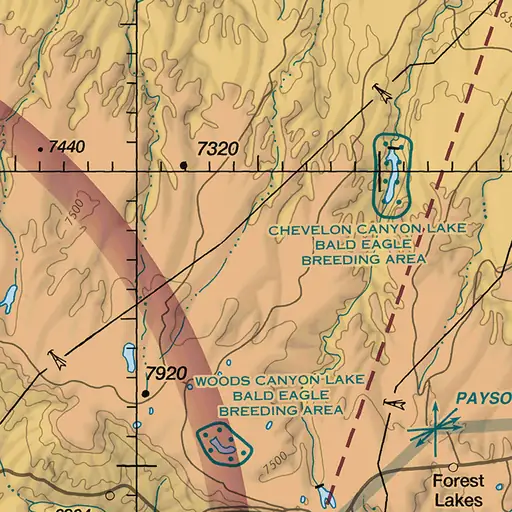 7440
7320
7500
CHEVELON CANYON LAKE
BALD EAGLE
BREEDING AREA
7920
WOODS CANYON LAKE
BALD EAGLE
BREEDING AREA
PAYSO
7500
Forest
Lakes